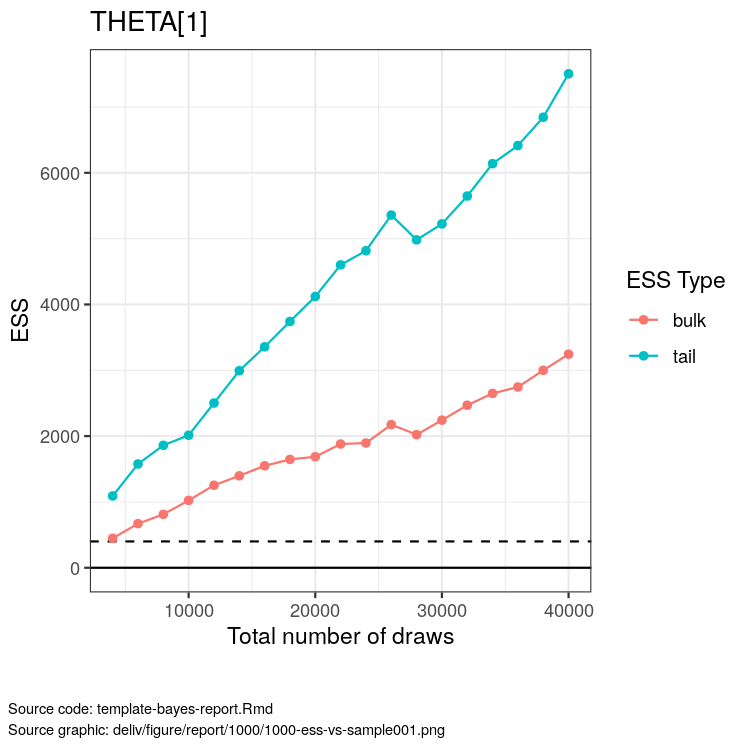 THETA[1]
6000
4000
2000
0
ESS
10000 20000 30000 40000
Total number of draws
ESS Type
bulk
tail
Source code: template-bayes-report.Rmd
Source graphic: deliv/figure/report/1000/1000-ess-vs-sample001.png